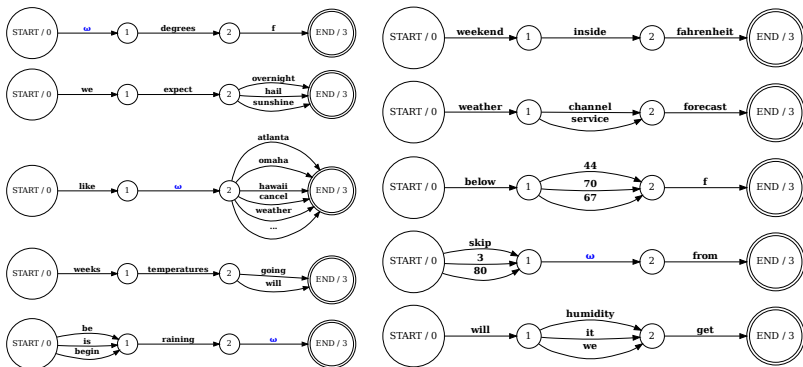 START / 0 ω 1 degrees 2 f END / 3
START / 0 we 1 expect 2 overnight hail sunshine END / 3
START / 0 like 1 ω 2 atlanta omaha hawaii cancel weather ... END / 3
START / 0 weeks 1 temperatures 2 going will END / 3
START / 0 be is begin 1 raining 2 ω END / 3
START / 0 weekend 1 inside 2 fahrenheit END / 3
START / 0 weather 1 channel service 2 forecast END / 3
START / 0 below 1 44 70 67 2 f END / 3
START / 0 skip 3 80 1 ω 2 from END / 3
START / 0 will 1 humidity it we 2 get END / 3